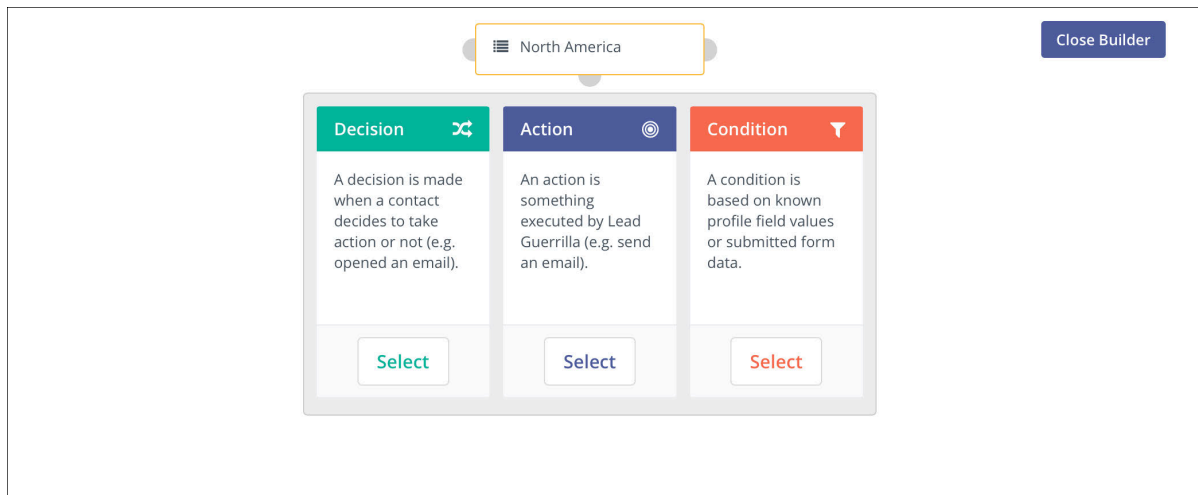 North America
Close Builder
Decision
A decision is made
when a contact
decides to take
action or not (e.g.
opened an email).
Select
Action
An action is
something
executed by Lead
Guerrilla (e.g. send
an email).
Select
Condition
A condition is
based on known
profile field values
or submitted form
data.
Select